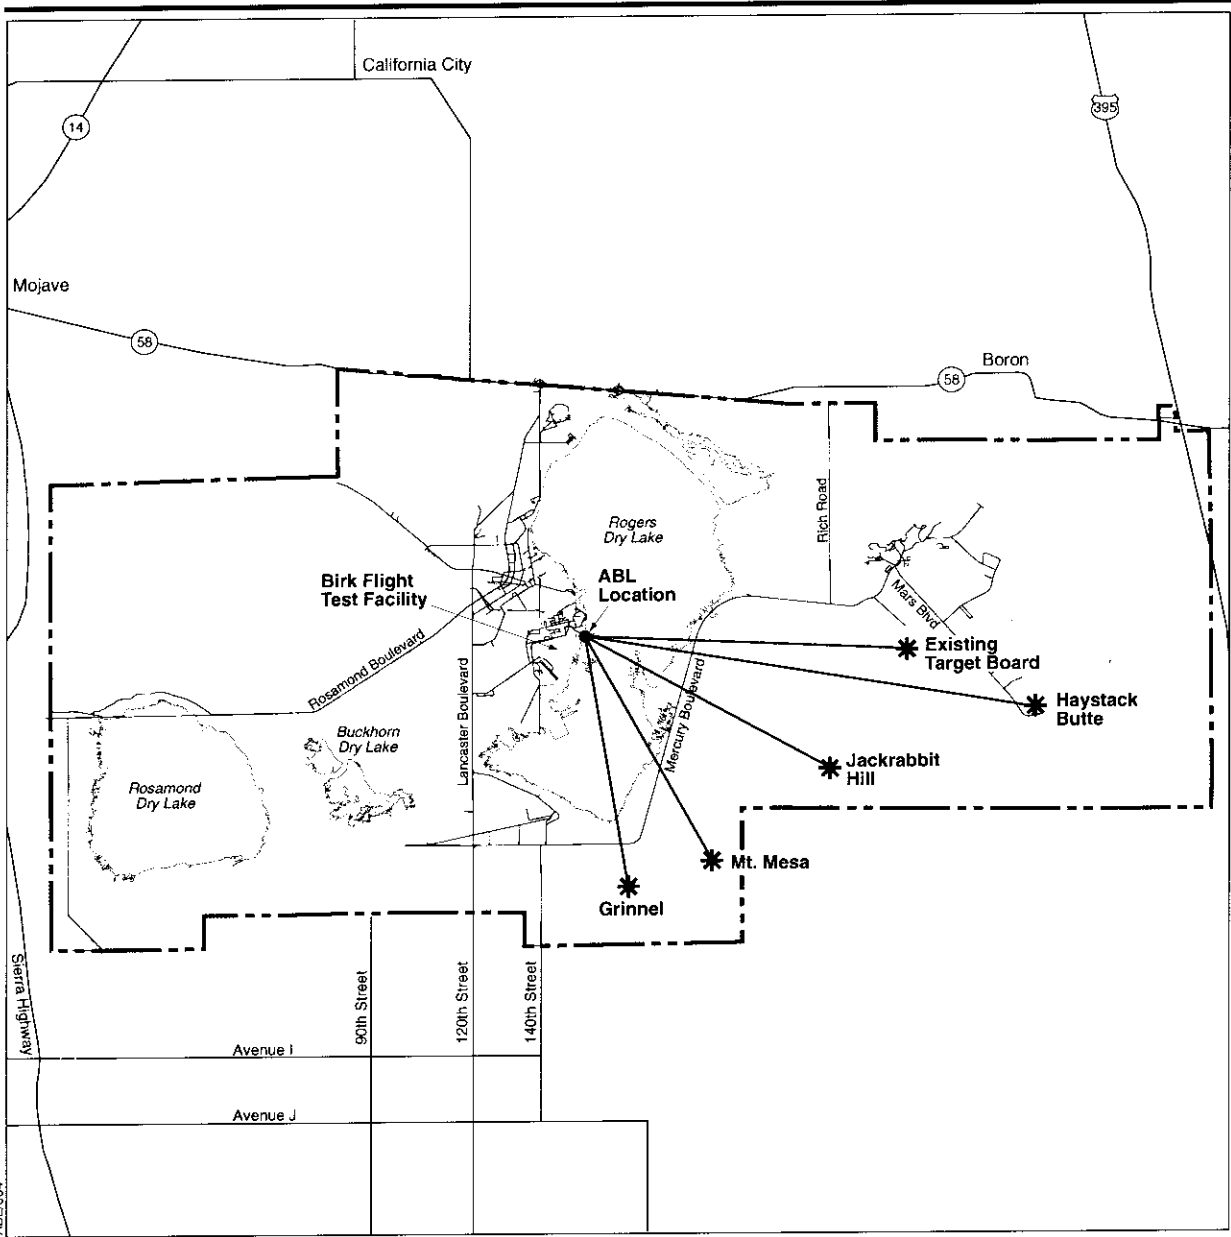 California City
14
395
Mojave
58
Boron
58
Rich Road
Rogers
Dry Lake
Birk Flight
Test Facility
ABL
Location
Mars Blvd
Existing
Target Board
Rosamond Boulevard
Lancaster Boulevard
Mercury Boulevard
Haystack
Butte
Buckhorn
Dry Lake
Jackrabbit
Hill
Rosamond
Dry Lake
Mt. Mesa
Grinnel
Sierra Highway
90th Street
120th Street
140th Street
Avenue I
Avenue J